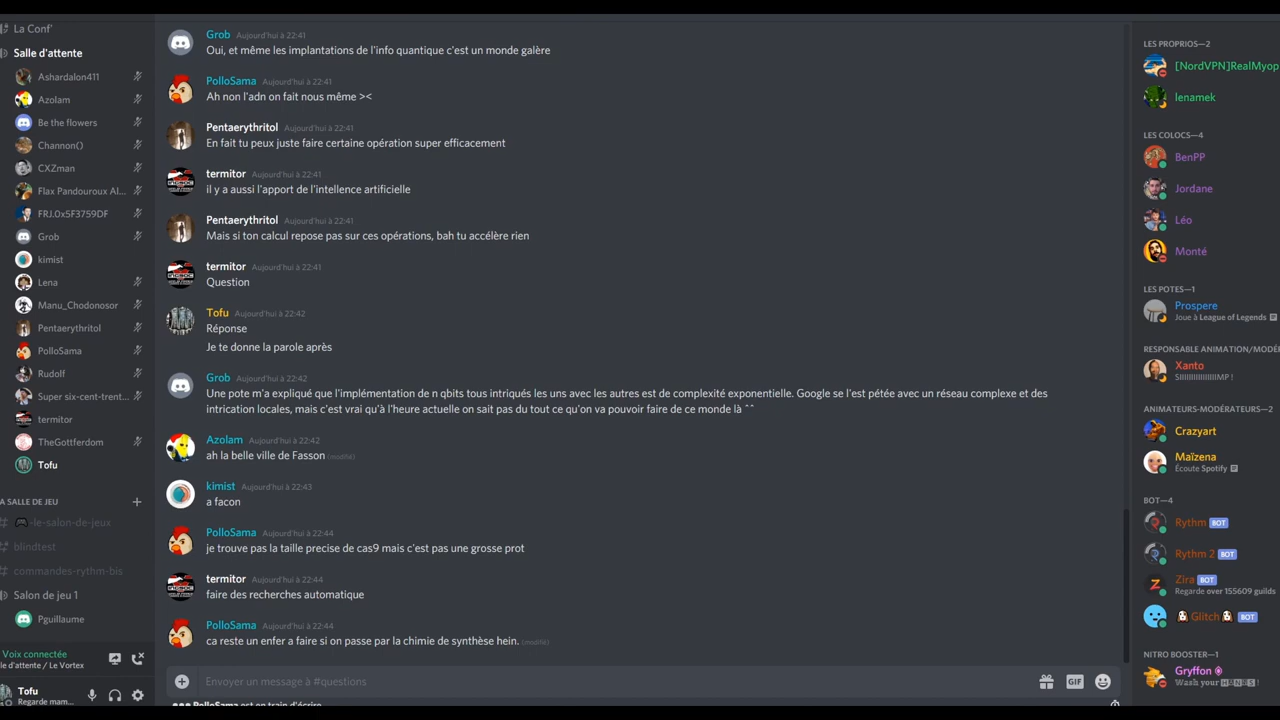 La Conf'
Salle d'attente
Ashardalon411
Azolam
Be the flowers
Channon()
CXZman
Flax Pandouroux Al...
FRJ.0x5F3759DF
Grob
kimist
Lena
Manu_Chodonosor
Pentaerythritol
PolloSama
Rudolf
Super six-cent-trent...
termitor
TheGottferdom
Tofu
A SALLE DE JEU
-le-salon-de-jeux
blindtest
commandes-rythm-bis
Salon de jeu 1
Pguillaume
Voix connectée
le d'attente / Le Vortex
Tofu
Regarde mam...
Grob Aujourd'hui à 22:41
Oui, et même les implantations de l'info quantique c'est un monde galère
PolloSama Aujourd'hui à 22:41
Ah non l'adn on fait nous même ><
Pentaerythritol Aujourd'hui à 22:41
En fait tu peux juste faire certaine opération super efficacement
termitor Aujourd'hui à 22:41
il y a aussi l'apport de l'intellence artificielle
Pentaerythritol Aujourd'hui à 22:41
Mais si ton calcul repose pas sur ces opérations, bah tu accélère rien
termitor Aujourd'hui à 22:41
Question
Tofu Aujourd'hui à 22:42
Réponse
Je te donne la parole après
Grob Aujourd'hui à 22:42
Une pote m'a expliqué que l'implémentation de n qbits tous intriqués les uns avec les autres est de complexité exponentielle. Google se l'est pétée avec un réseau complexe et des
intrication locales, mais c'est vrai qu'à l'heure actuelle on sait pas du tout ce qu'on va pouvoir faire de ce monde là ^^
Azolam Aujourd'hui à 22:42
ah la belle ville de Fasson (modifié)
kimist Aujourd'hui à 22:43
a facon
PolloSama Aujourd'hui à 22:44
je trouve pas la taille precise de cas9 mais c'est pas une grosse prot
termitor Aujourd'hui à 22:44
faire des recherches automatique
PolloSama Aujourd'hui à 22:44
ca reste un enfer a faire si on passe par la chimie de synthèse hein. (modifié)
Envoyer un message à #questions
GIF
PolloSama est en train d'écrire
LES PROPRIOS—2
[NordVPN]RealMyop
lenamek
LES COLOCS—4
BenPP
Jordane
Léo
Monté
LES POTES—1
Prospere
Joue à League of Legends
RESPONSABLE ANIMATION/MODÉ
Xanto
SIIIIIIIIIIIIIIMP !
ANIMATEURS-MODÉRATEURS—2
Crazyart
Maïzena
Écoute Spotify
BOT—4
Rythm BOT
Rythm 2 BOT
Zira BOT
Regarde over 155609 guilds
Glitch BOT
NITRO BOOSTER—1
Gryffon
Wash your HANDS !